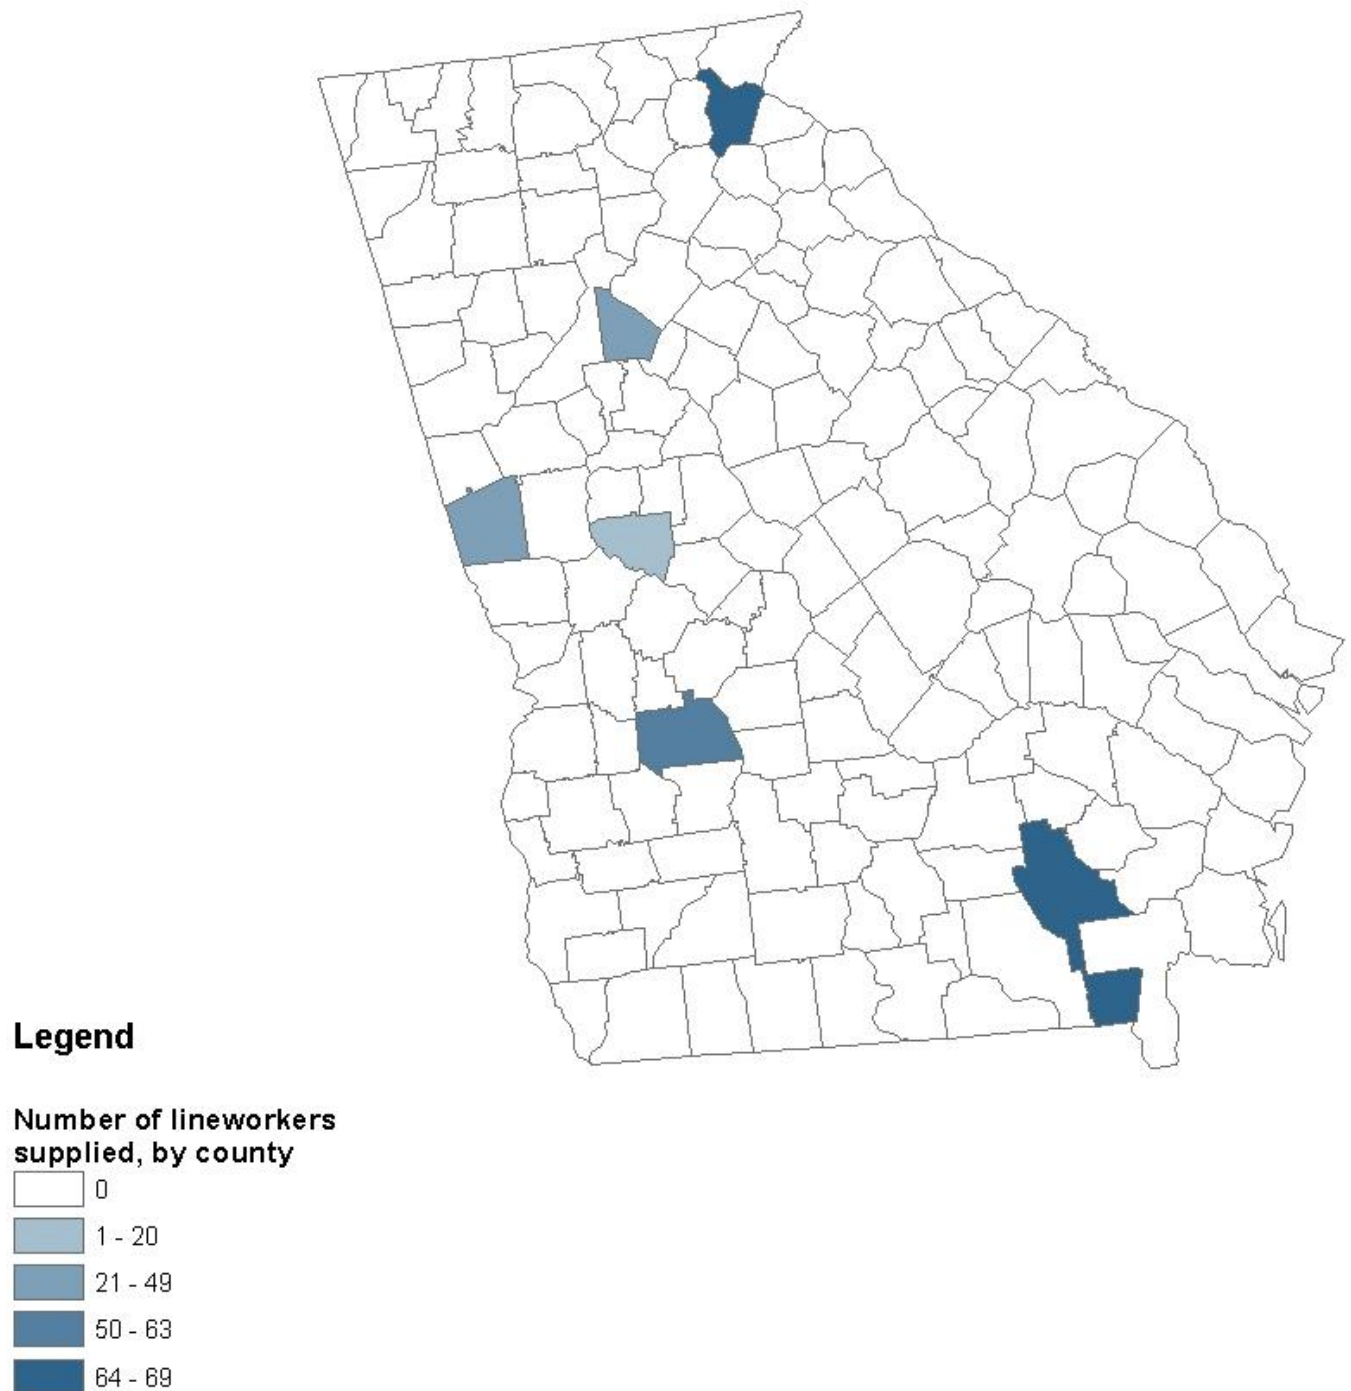 Legend
Number of lineworkers
supplied, by county
0
1 - 20
21 - 49
50 - 63
64 - 69